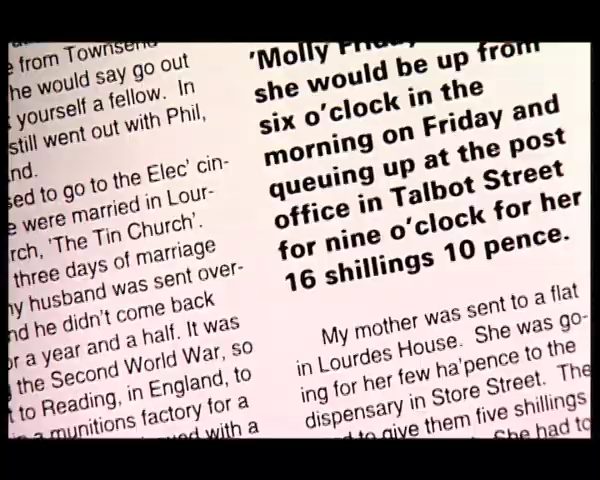 from Townsend
he would say go out
yourself a fellow. In
still went out with Phil,
nd.
sed to go to the Elec' cin-
e were married in Lour-
rch, 'The Tin Church'.
three days of marriage
y husband was sent over-
nd he didn't come back
or a year and a half. It was
the Second World War, so
t to Reading, in England, to
munitions factory for a
with a
'Molly
she would be up from
six o'clock in the
morning on Friday and
queuing up at the post
office in Talbot Street
for nine o'clock for her
16 shillings 10 pence.
My mother was sent to a flat
in Lourdes House. She was go-
ing for her few ha'pence to the
dispensary in Store Street. The
to give them five shillings
She had to